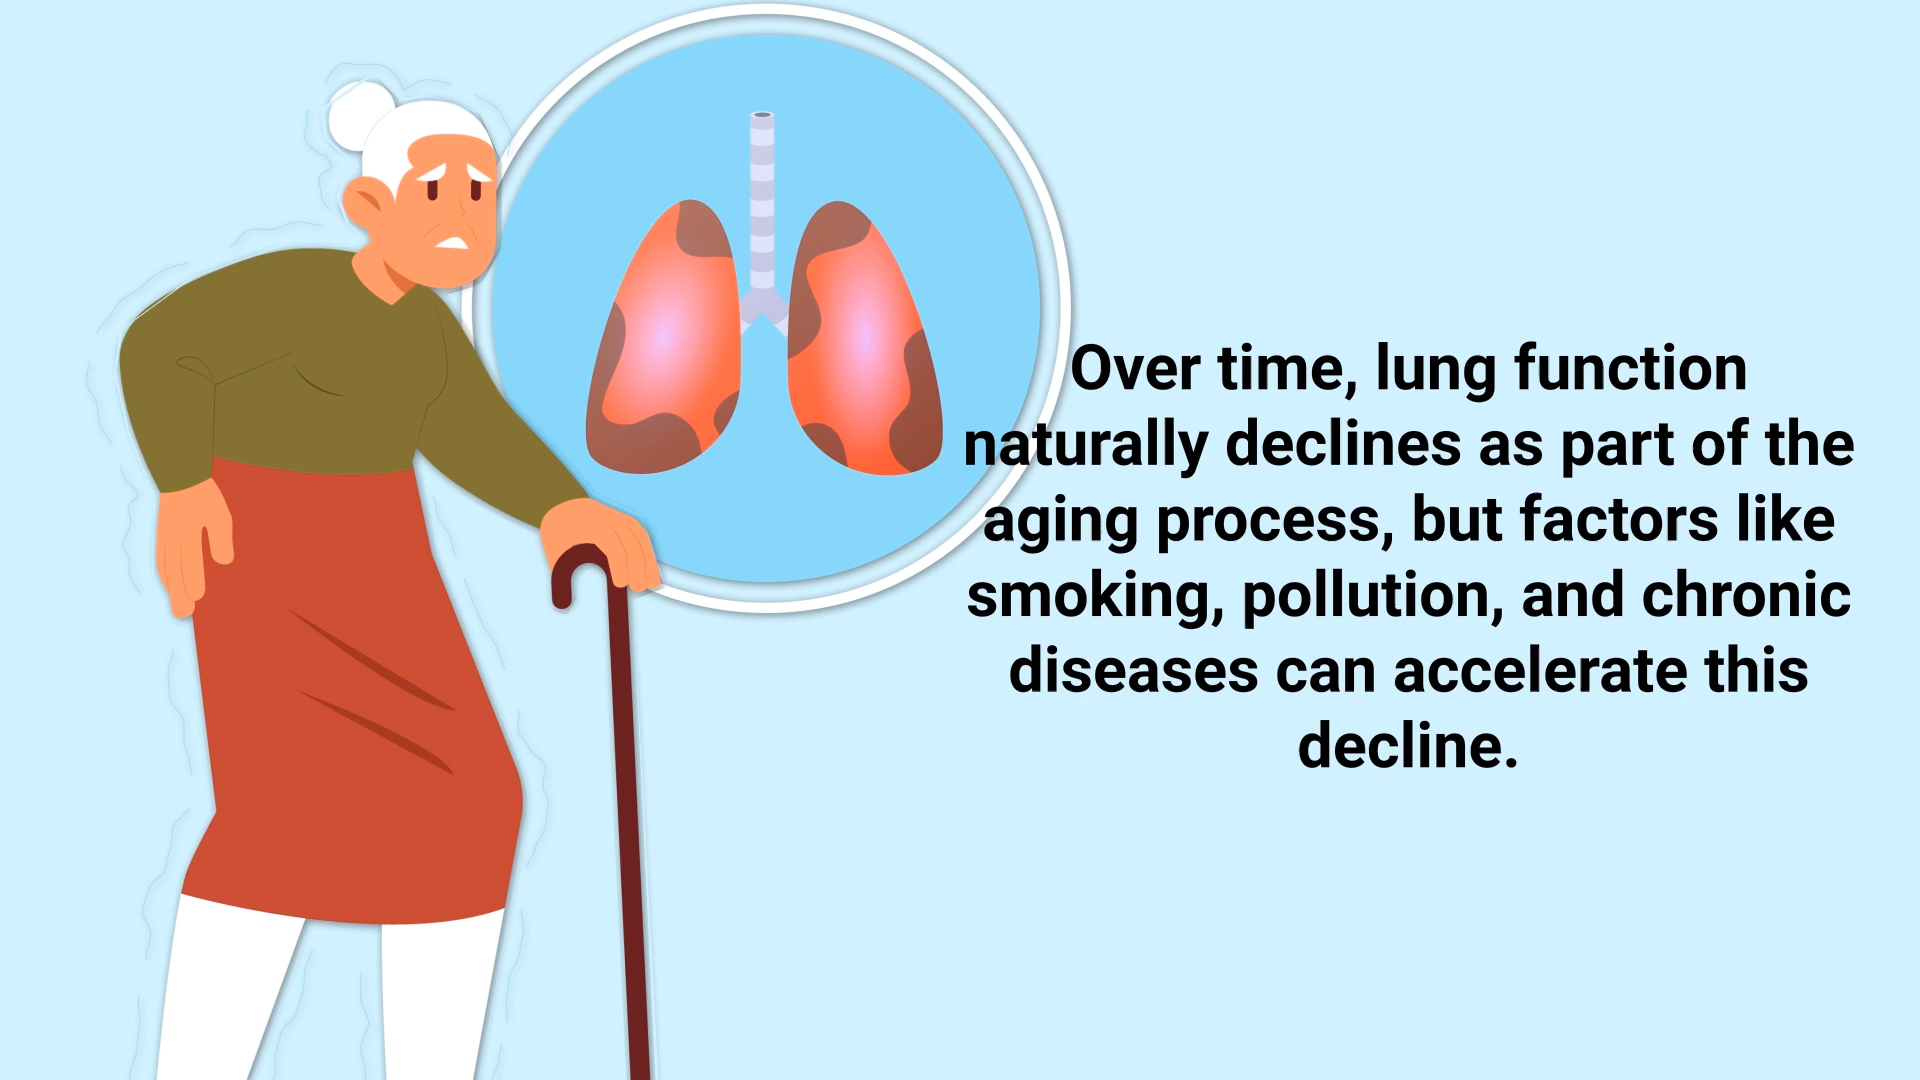 Over time, lung function
naturally declines as part of the
aging process, but factors like
smoking, pollution, and chronic
diseases can accelerate this
decline.